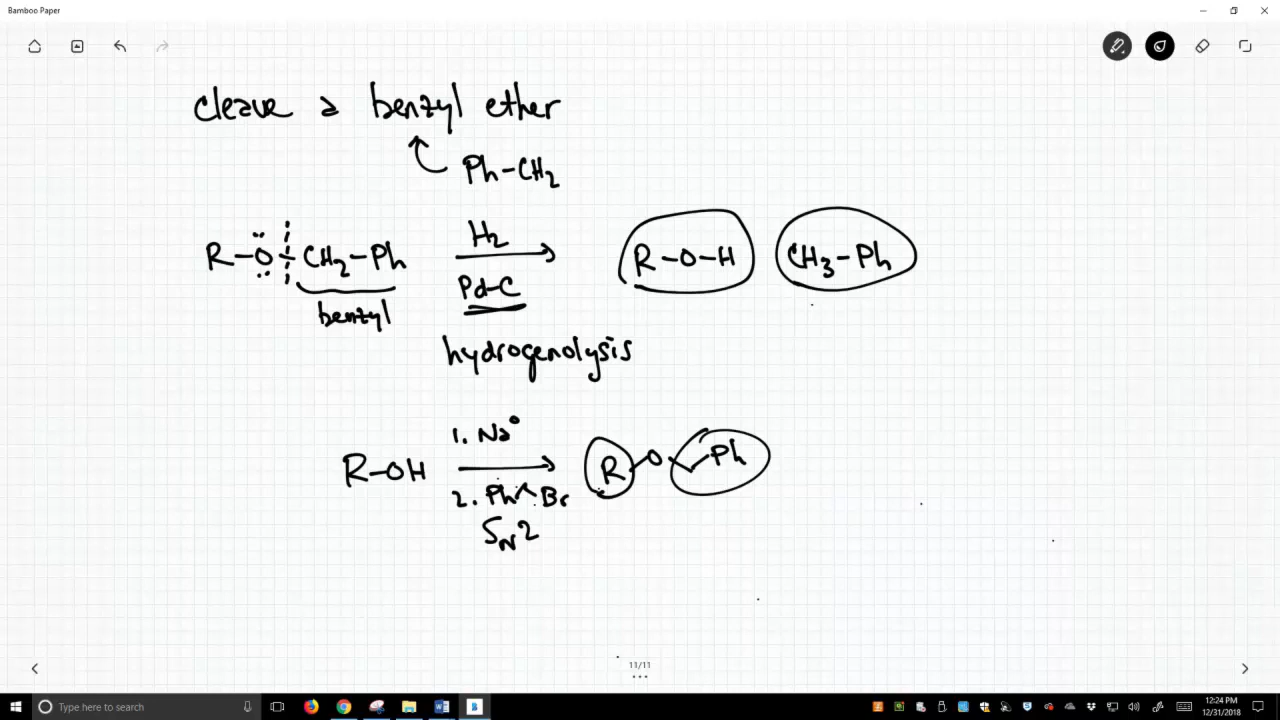 Bamboo Paper
cleave a benzyl ether
Ph-CH2
R-O-CH2-Ph H2 R-O-H CH3-Ph
Pd-C
benzyl
hydrogenolysis
1. Na°
R-OH R O Ph
2. Ph Br
SN2
11/11
Type here to search
12:24 PM
12/31/2018